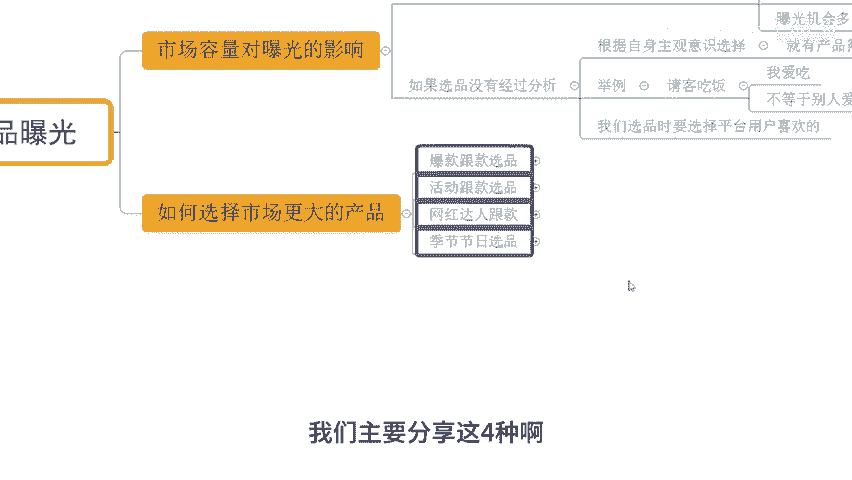 曝光机会多
市场容量对曝光的影响
根据自身主观意识选择
就有产品
我爱吃
如果选品没有经过分析
举例
请客吃饭
不等于别人爱
品曝光
我们选品时要选择平台用户喜欢的
爆款跟款选品
活动跟款选品
如何选择市场更大的产品
网红达人跟款
季节节日选品
我们主要分享这4种啊